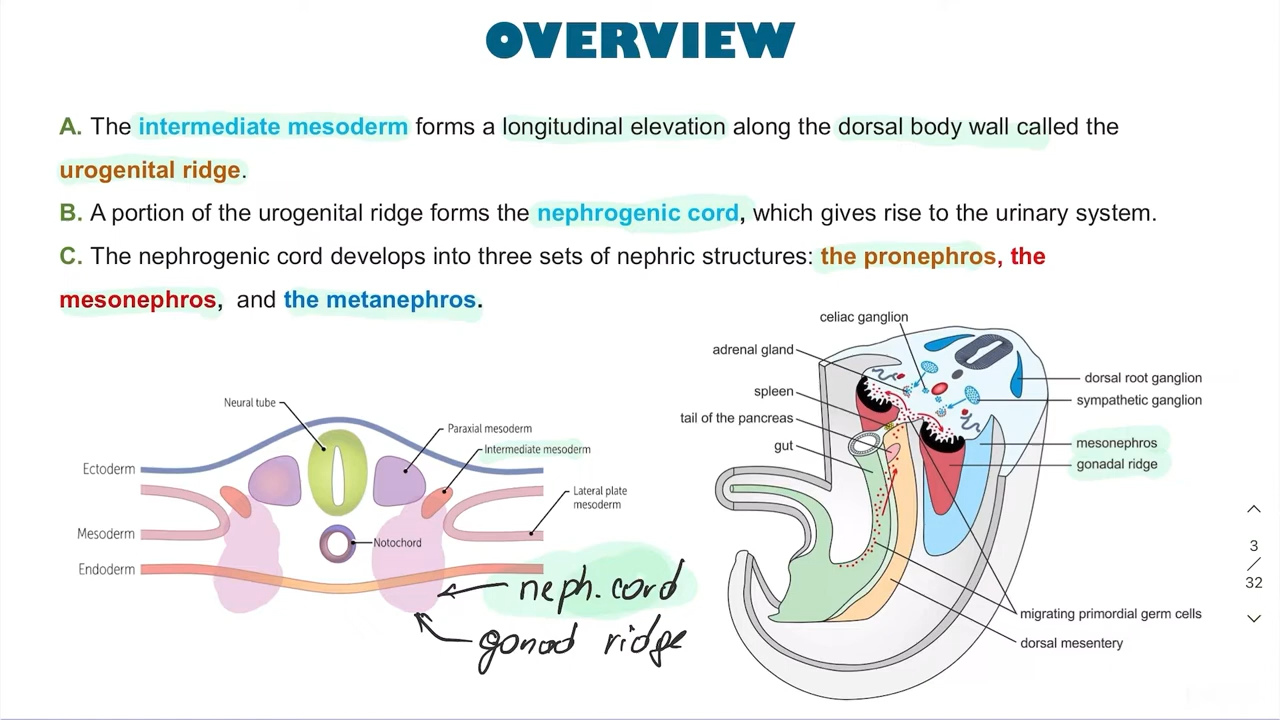 OVERVIEW
A. The intermediate mesoderm forms a longitudinal elevation along the dorsal body wall called the
urogenital ridge.
B. A portion of the urogenital ridge forms the nephrogenic cord, which gives rise to the urinary system.
C. The nephrogenic cord develops into three sets of nephric structures: the pronephros, the
mesonephros, and the metanephros.
Neural tube
Paraxial mesoderm
Intermediate mesoderm
Ectoderm
Lateral plate
mesoderm
Mesoderm
Notochord
Endoderm
neph. cord
gonad ridge
celiac ganglion
adrenal gland
spleen
tail of the pancreas
gut
dorsal root ganglion
sympathetic ganglion
mesonephros
gonadal ridge
migrating primordial germ cells
dorsal mesentery
3
/
32